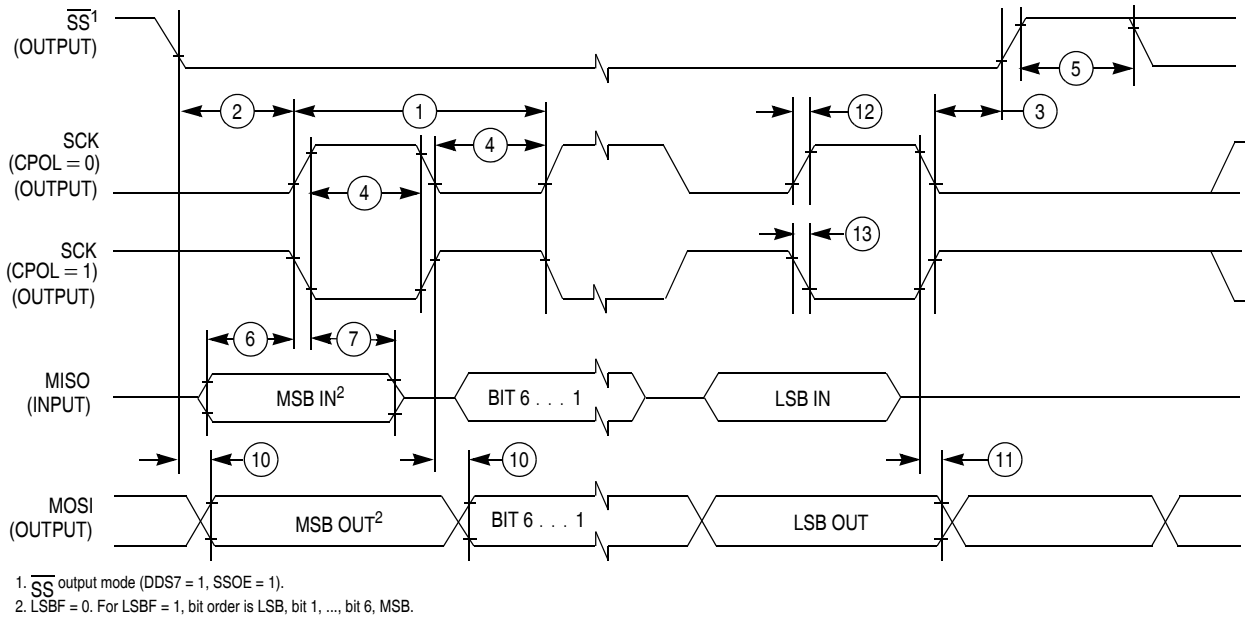 SS¹
(OUTPUT)
5
2
1
12
3
SCK
(CPOL = 0)
(OUTPUT)
4
4
SCK
(CPOL = 1)
(OUTPUT)
13
6
7
MISO
(INPUT)
MSB IN²
BIT 6 . . . 1
LSB IN
10
10
11
MOSI
(OUTPUT)
MSB OUT²
BIT 6 . . . 1
LSB OUT
1. SS output mode (DDS7 = 1, SSOE = 1).
2. LSBF = 0. For LSBF = 1, bit order is LSB, bit 1, ..., bit 6, MSB.